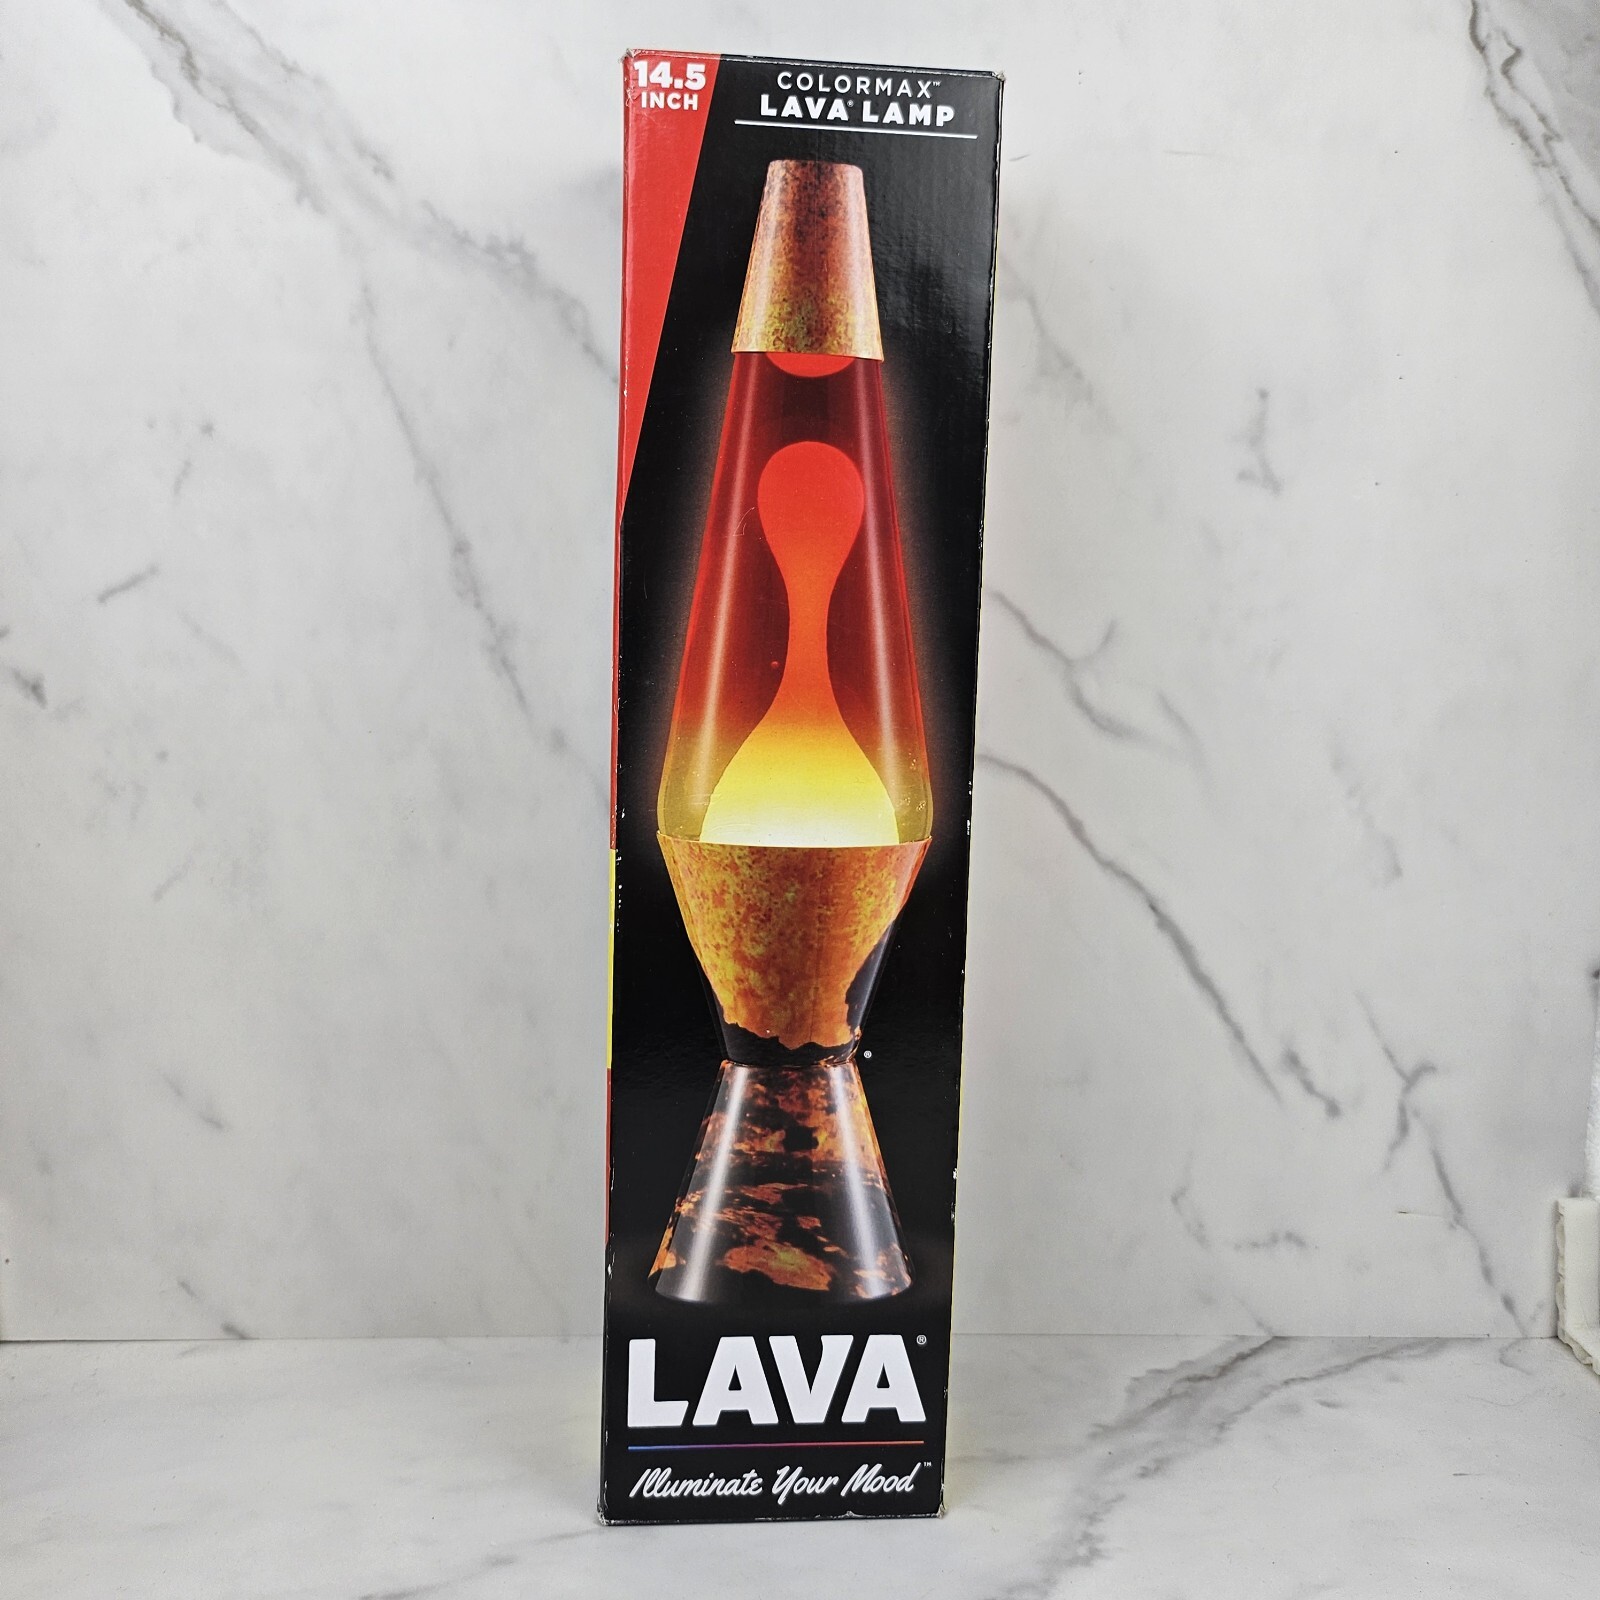 14.5
INCH
COLORMAX™
LAVA® LAMP
®
LAVA®
Illuminate Your Mood™